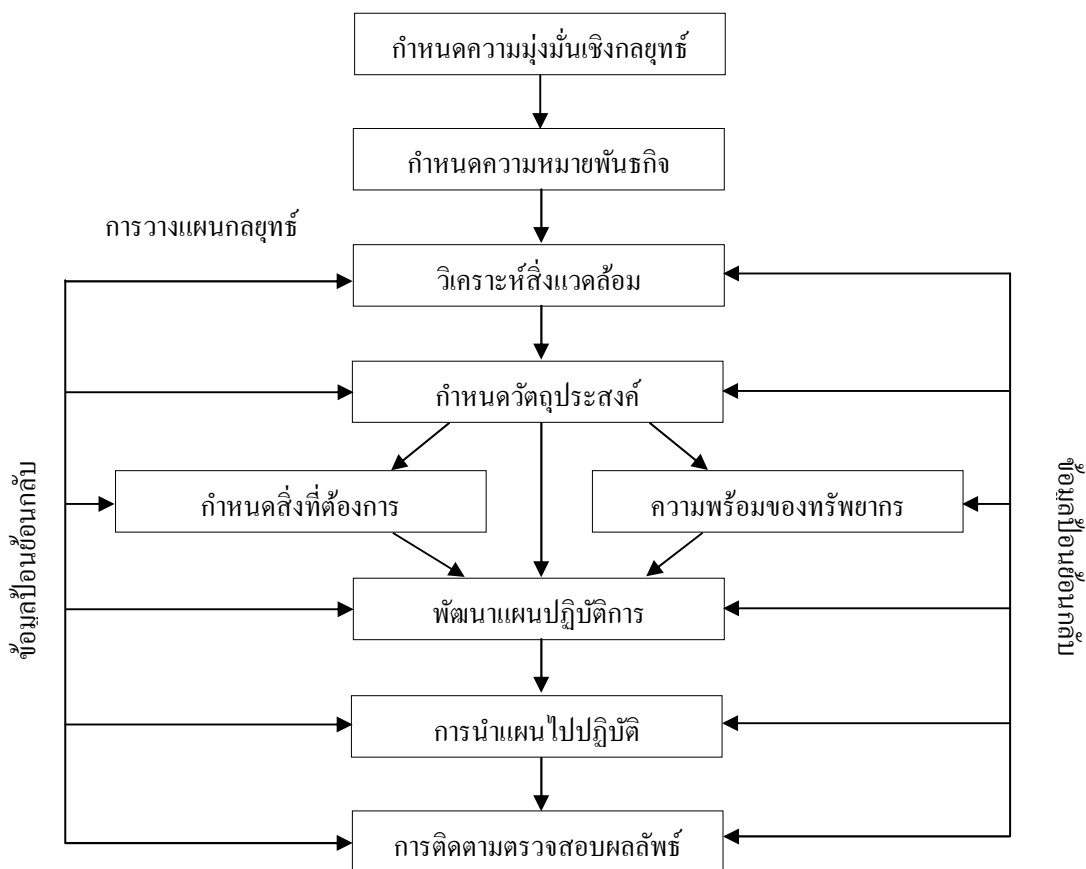 กำหนดความมุ่งมั่นเชิงกลยุทธ์
กำหนดความหมายพันธกิจ
การวางแผนกลยุทธ์
วิเคราะห์สิ่งแวดล้อม
กำหนดวัตถุประสงค์
กำหนดสิ่งที่ต้องการ
ความพร้อมของทรัพยากร
ข้อมูลป้อนย้อนกลับ
ข้อมูลป้อนย้อนกลับ
พัฒนาแผนปฏิบัติการ
การนำแผนไปปฏิบัติ
การติดตามตรวจสอบผลลัพธ์